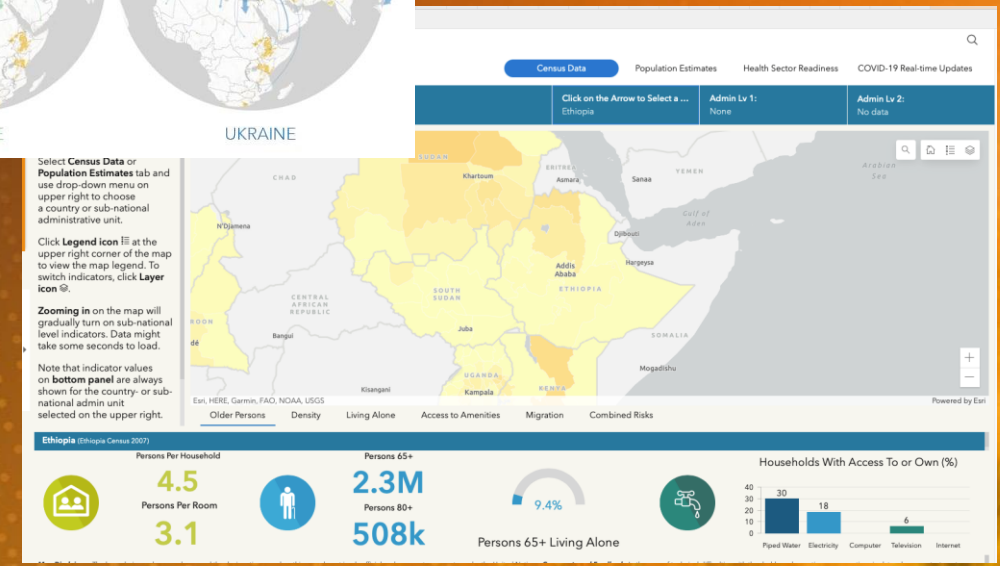 UKRAINE
Census Data
Population Estimates
Health Sector Readiness
COVID-19 Real-time Updates
Click on the Arrow to Select a ...
Ethiopia
Admin Lv 1:
None
Admin Lv 2:
No data
Select Census Data or
Population Estimates tab and
use drop-down menu on
upper right to choose
a country or sub-national
administrative unit.
Click Legend icon at the
upper right corner of the map
to view the map legend. To
switch indicators, click Layer
icon .
Zooming in on the map will
gradually turn on sub-national
level indicators. Data might
take some seconds to load.
Note that indicator values
on bottom panel are always
shown for the country- or sub-
national admin unit
selected on the upper right.
SUDAN
CHAD
Khartoum
ERITREA
Asmara
Sanaa
YEMEN
Arabian
Sea
N'Djamena
Gulf of
Aden
Djibouti
Addis
Ababa
Hargeysa
ETHIOPIA
SOUTH
SUDAN
CENTRAL
AFRICAN
REPUBLIC
Bangui
Juba
SOMALIA
UGANDA
Mogadishu
Kisangani
Kampala
KENYA
Esri, HERE, Garmin, FAO, NOAA, USGS
Powered by Esri
Older Persons
Density
Living Alone
Access to Amenities
Migration
Combined Risks
Ethiopia (Ethiopia Census 2007)
Persons Per Household
4.5
Persons Per Room
3.1
Persons 65+
2.3M
Persons 80+
508k
9.4%
Persons 65+ Living Alone
Households With Access To or Own (%)
40
30
20
10
0
30
18
6
Piped Water
Electricity
Computer
Television
Internet